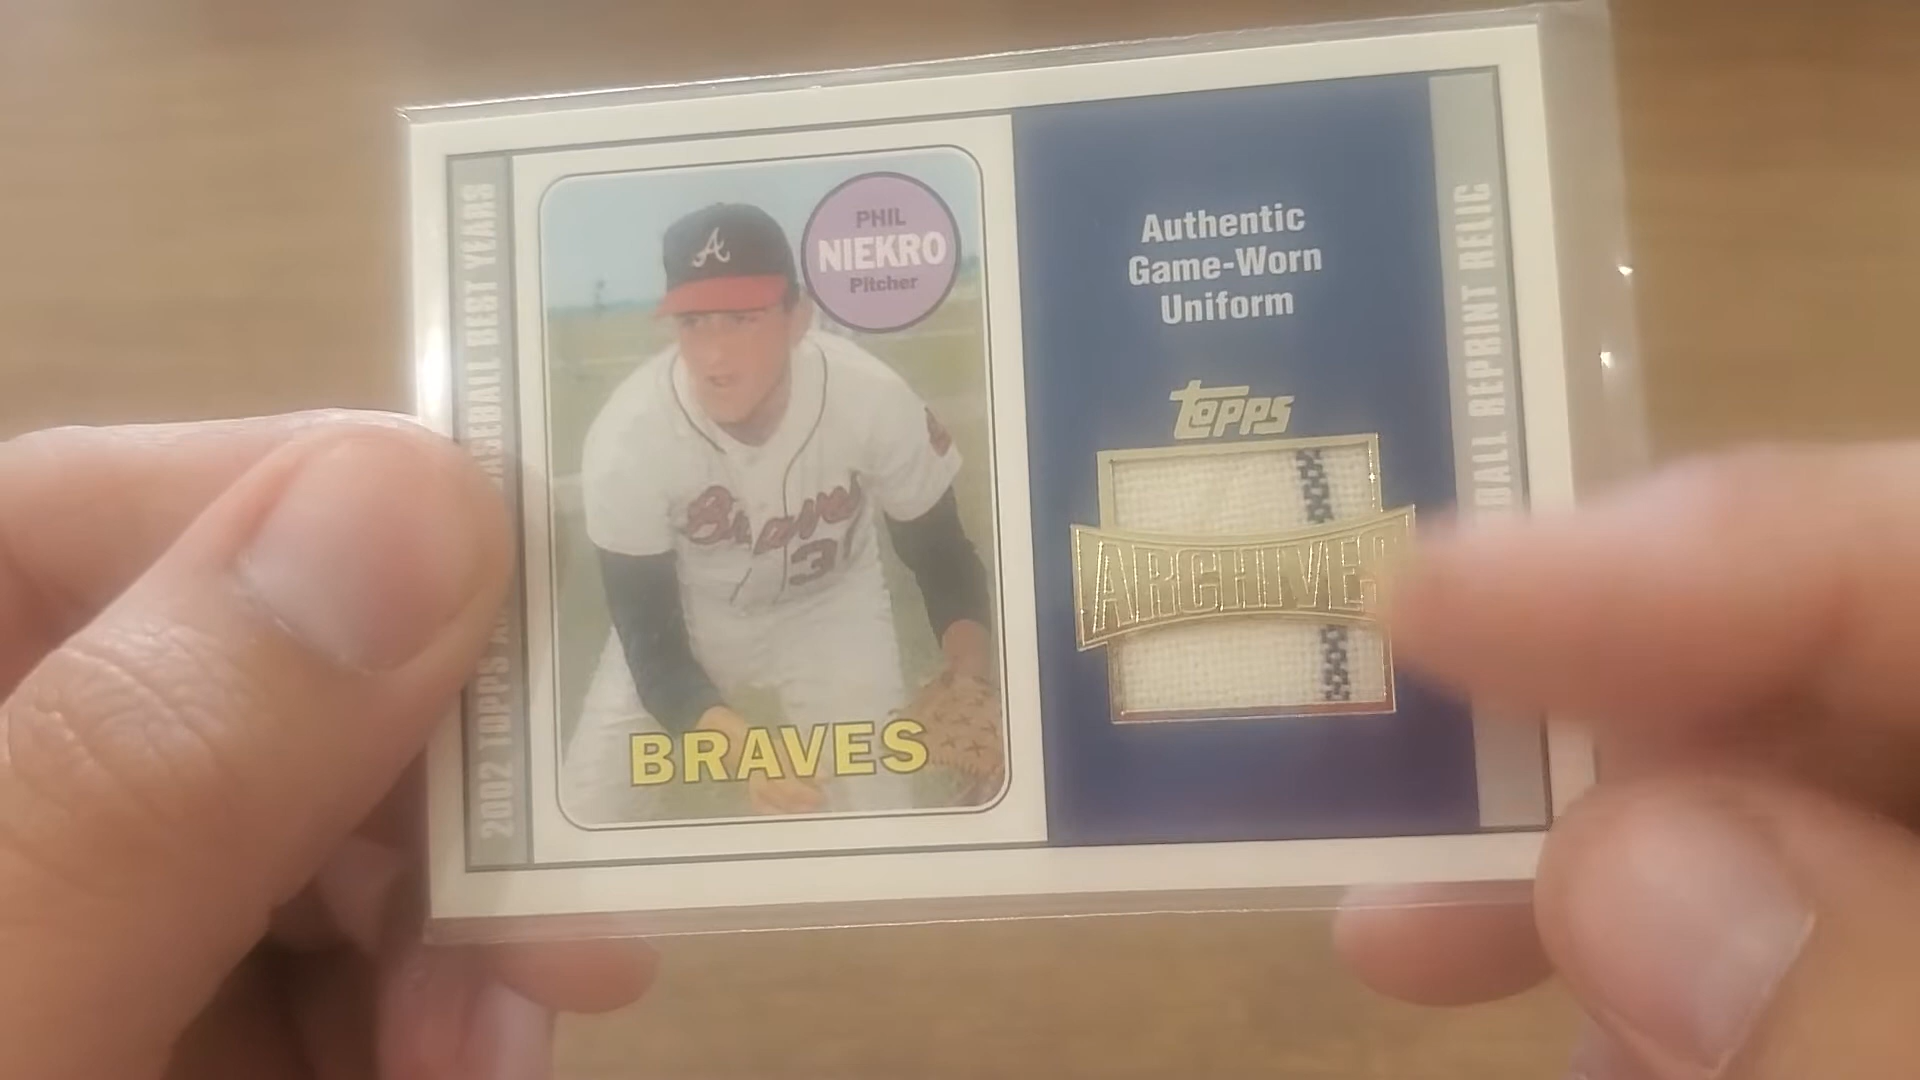 2002 TOPPS A BASEBALL BEST YEARS
PHIL
NIEKRO
Pitcher
A
Braves
3
BRAVES
Authentic
Game-Worn
Uniform
topps
ARCHIVES
BALL REPRINT RELIC